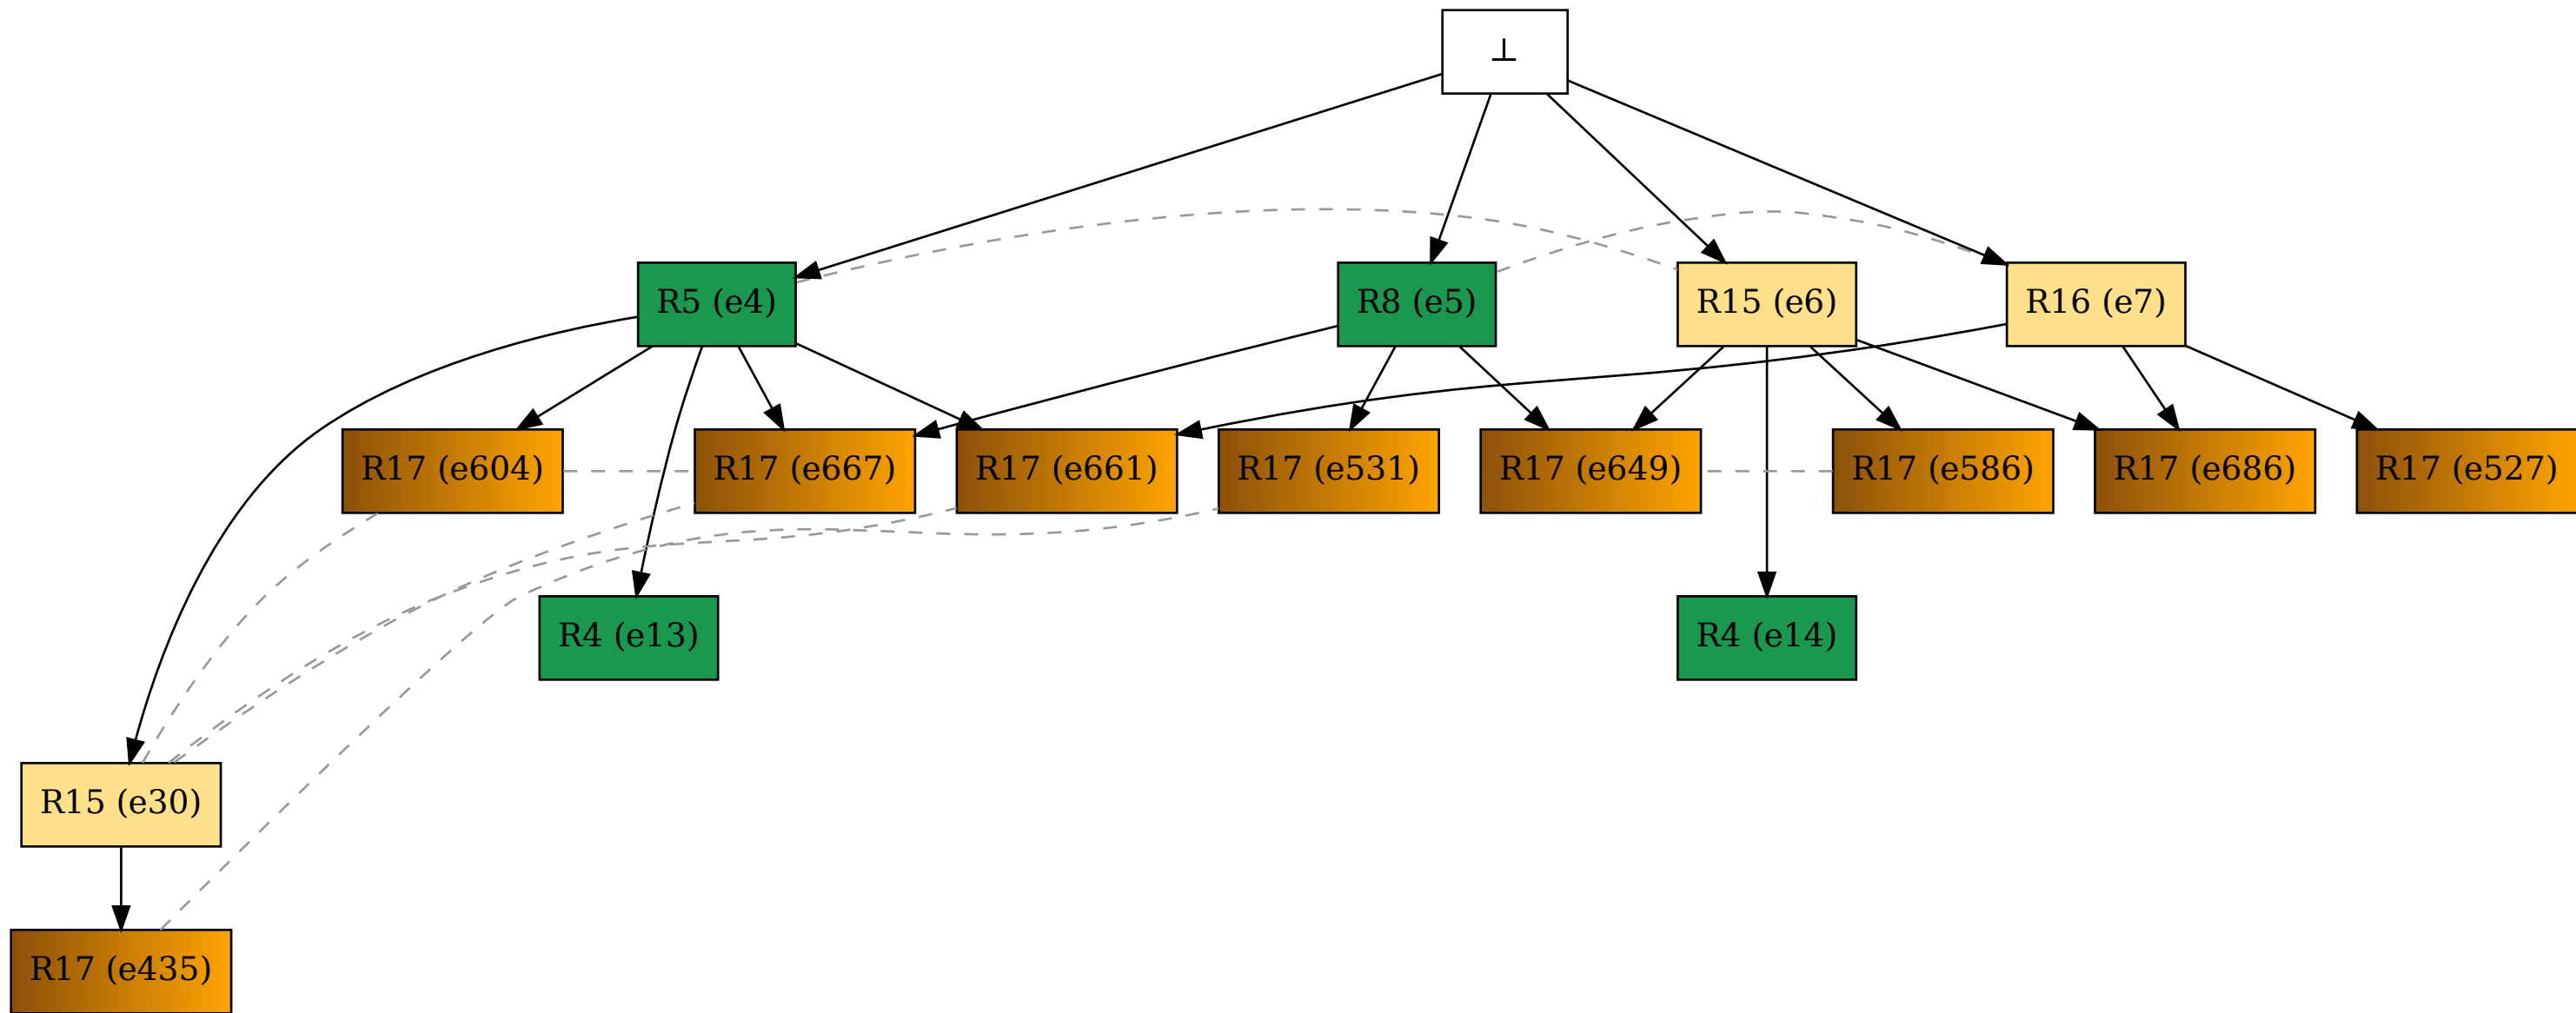 ⊥
R5 (e4)
R8 (e5)
R15 (e6)
R16 (e7)
R17 (e604)
R17 (e667)
R17 (e661)
R17 (e531)
R17 (e649)
R17 (e586)
R17 (e686)
R17 (e527)
R4 (e13)
R4 (e14)
R15 (e30)
R17 (e435)